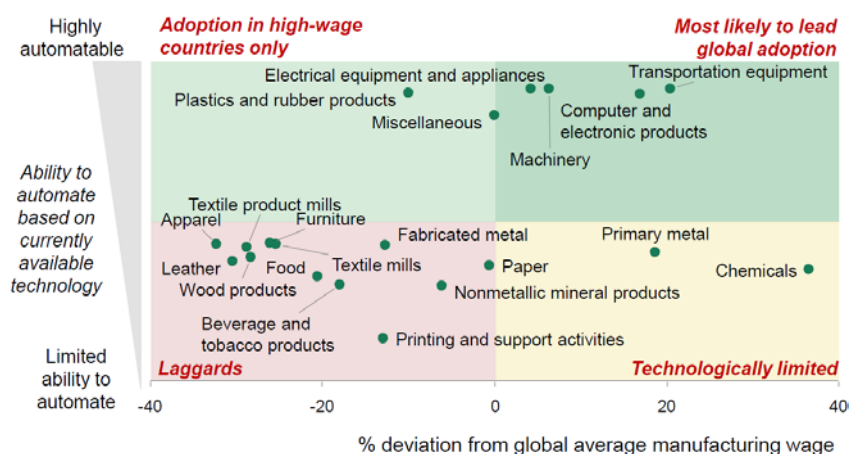 Highly
automatable
Adoption in high-wage
countries only
Most likely to lead
global adoption
Electrical equipment and appliances
Transportation equipment
Plastics and rubber products
Miscellaneous
Computer and
electronic products
Machinery
Ability to
automate
based on
currently
available
technology
Textile product mills
Apparel
Furniture
Fabricated metal
Primary metal
Leather
Food
Textile mills
Paper
Chemicals
Wood products
Nonmetallic mineral products
Beverage and
tobacco products
Printing and support activities
Limited
ability to
automate
Laggards
Technologically limited
-40
-20
0
20
40
% deviation from global average manufacturing wage